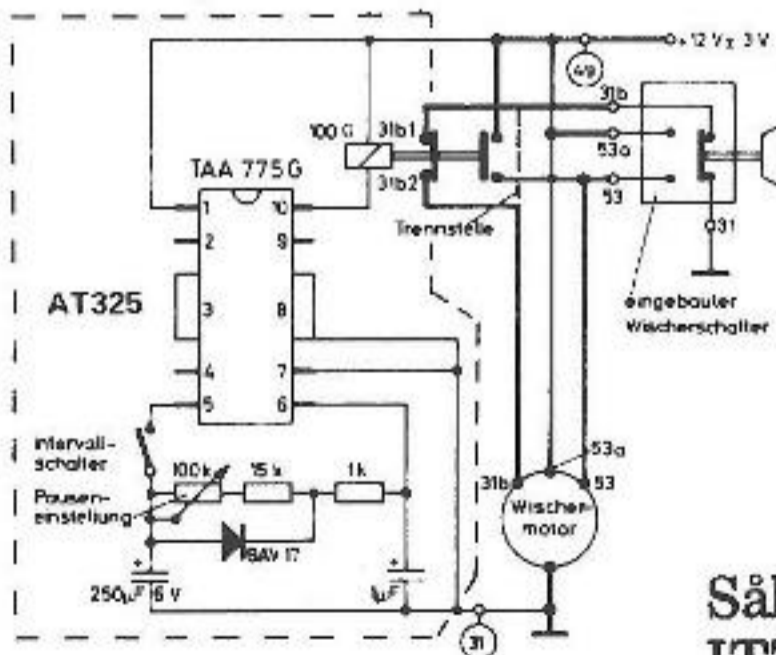 +12 V ± 3 V
49
31b
100 Ω
31b1
53a
31b2
53
TAA 775 G
1
10
Trennstelle
31
2
9
AT325
3
8
eingebauter
Wischerschalter
4
7
5
6
Intervall-
schalter
53a
100k
15k
1k
31b
53
Pausen-
einstellung
Wischer-
motor
BAV 17
+
+
250µF 6 V
1µF
31
Så